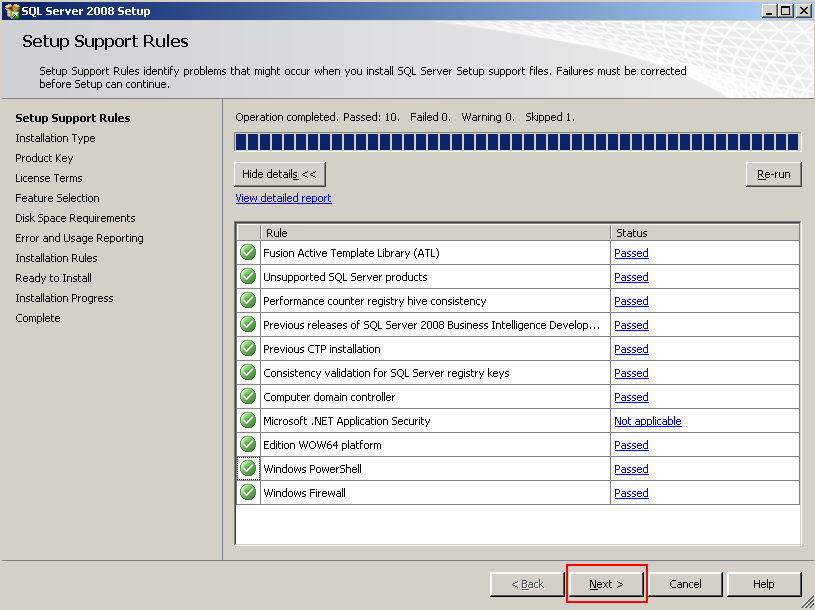 SQL Server 2008 Setup
Setup Support Rules
Setup Support Rules identify problems that might occur when you install SQL Server Setup support files. Failures must be corrected
before Setup can continue.
Setup Support Rules
Installation Type
Product Key
License Terms
Feature Selection
Disk Space Requirements
Error and Usage Reporting
Installation Rules
Ready to Install
Installation Progress
Complete
Operation completed. Passed: 10.   Failed 0.   Warning 0.   Skipped 1.
Hide details <<
Re-run
View detailed report
Rule Status
Fusion Active Template Library (ATL) Passed
Unsupported SQL Server products Passed
Performance counter registry hive consistency Passed
Previous releases of SQL Server 2008 Business Intelligence Develop... Passed
Previous CTP installation Passed
Consistency validation for SQL Server registry keys Passed
Computer domain controller Passed
Microsoft .NET Application Security Not applicable
Edition WOW64 platform Passed
Windows PowerShell Passed
Windows Firewall Passed
< Back Next > Cancel Help